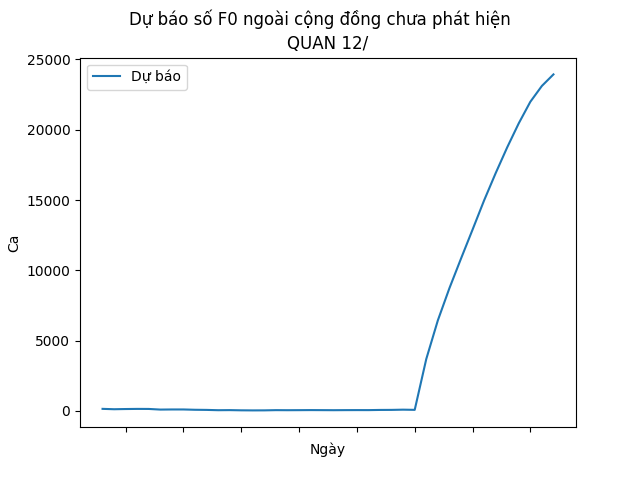 Dự báo số F0 ngoài cộng đồng chưa phát hiện
QUAN 12/
Dự báo
25000
20000
15000
10000
5000
0
Ca
Ngày